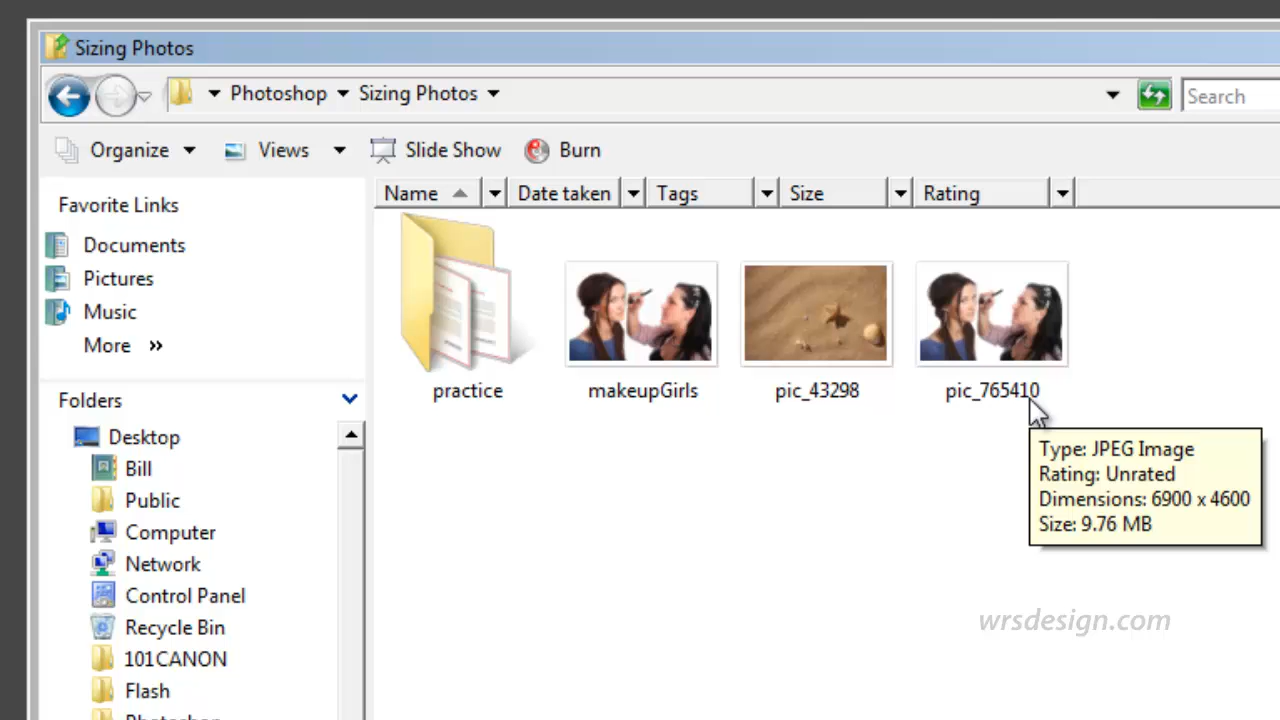 Sizing Photos
Photoshop Sizing Photos
Search
Organize Views Slide Show Burn
Favorite Links
Documents
Pictures
Music
More »
Folders
Desktop
Bill
Public
Computer
Network
Control Panel
Recycle Bin
101CANON
Flash
Photoshop
Name Date taken Tags Size Rating
practice makeupGirls pic_43298 pic_765410
Type: JPEG Image
Rating: Unrated
Dimensions: 6900 x 4600
Size: 9.76 MB
wrsdesign.com